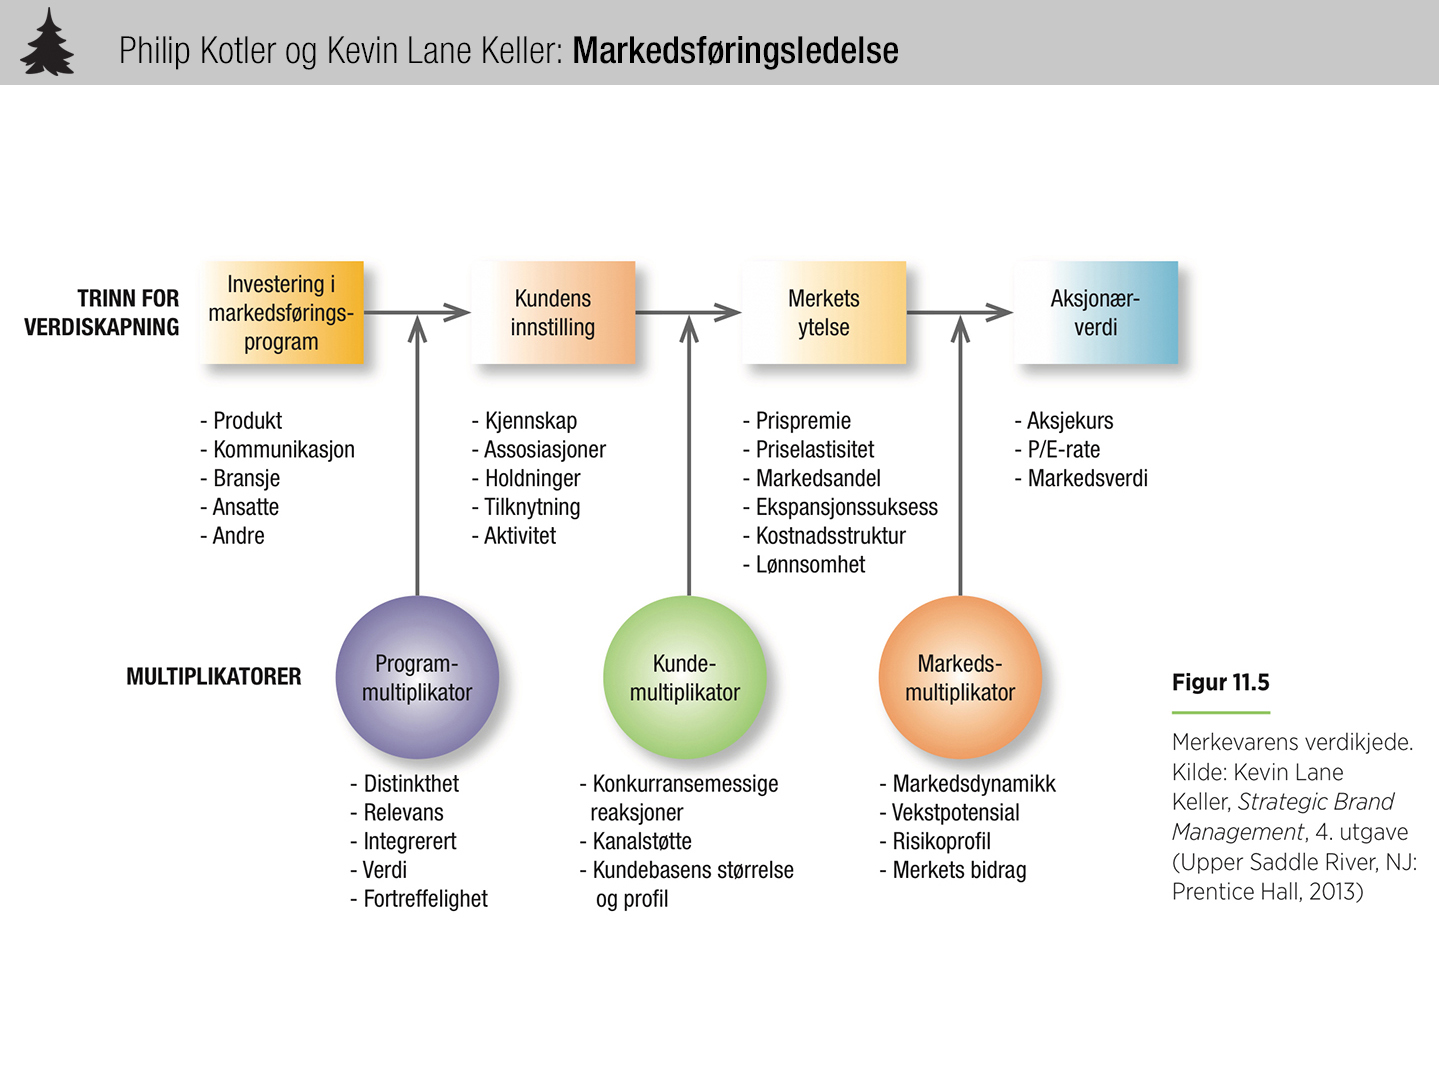 Philip Kotler og Kevin Lane Keller: Markedsføringsledelse
TRINN FOR
VERDISKAPNING
Investering i
markedsførings-
program
Kundens
innstilling
Merkets
ytelse
Aksjonær-
verdi
- Produkt
- Kommunikasjon
- Bransje
- Ansatte
- Andre
- Kjennskap
- Assosiasjoner
- Holdninger
- Tilknytning
- Aktivitet
- Prispremie
- Priselastisitet
- Markedsandel
- Ekspansjonssuksess
- Kostnadsstruktur
- Lønnsomhet
- Aksjekurs
- P/E-rate
- Markedsverdi
MULTIPLIKATORER
Program-
multiplikator
Kunde-
multiplikator
Markeds-
multiplikator
- Distinkthet
- Relevans
- Integrerert
- Verdi
- Fortreffelighet
- Konkurransemessige
reaksjoner
- Kanalstøtte
- Kundebasens størrelse
og profil
- Markedsdynamikk
- Vekstpotensial
- Risikoprofil
- Merkets bidrag
Figur 11.5
Merkevarens verdikjede.
Kilde: Kevin Lane
Keller, Strategic Brand
Management, 4. utgave
(Upper Saddle River, NJ:
Prentice Hall, 2013)